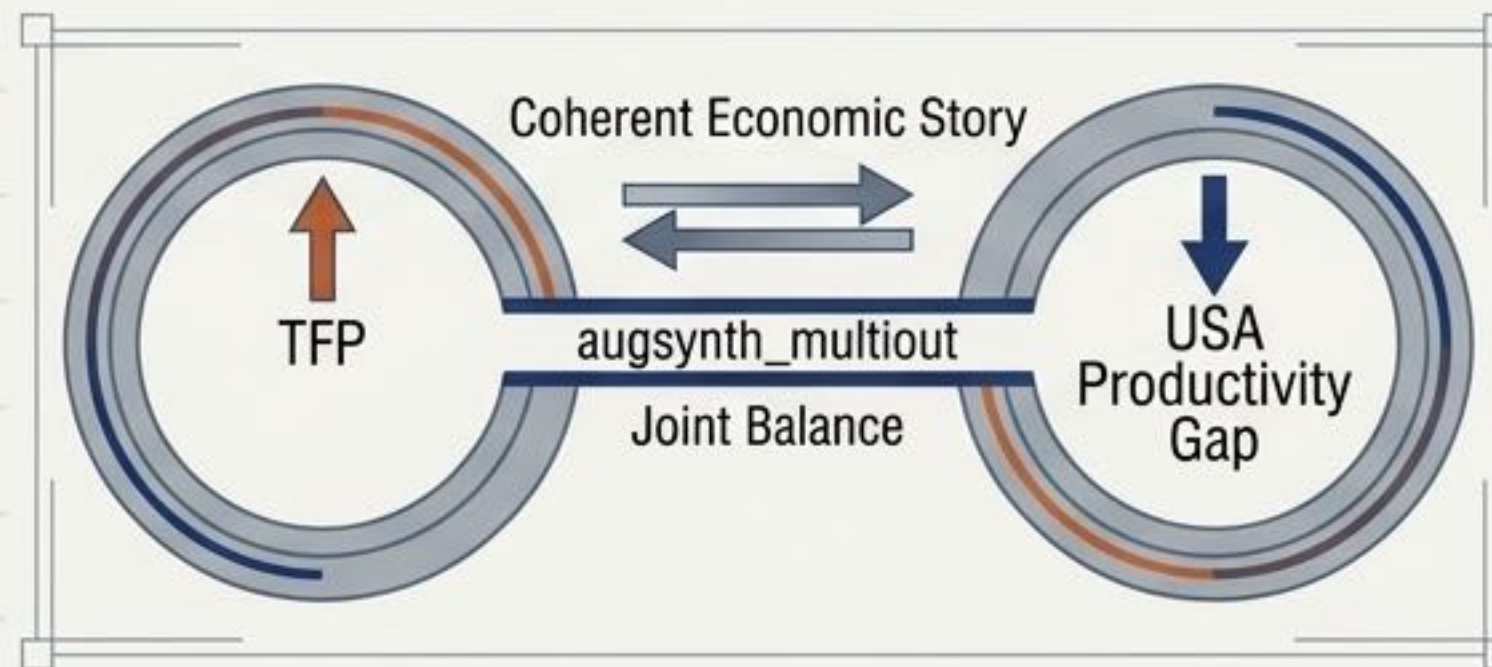 Coherent Economic Story
TFP
augsynth_multiout
Joint Balance
USA
Productivity
Gap